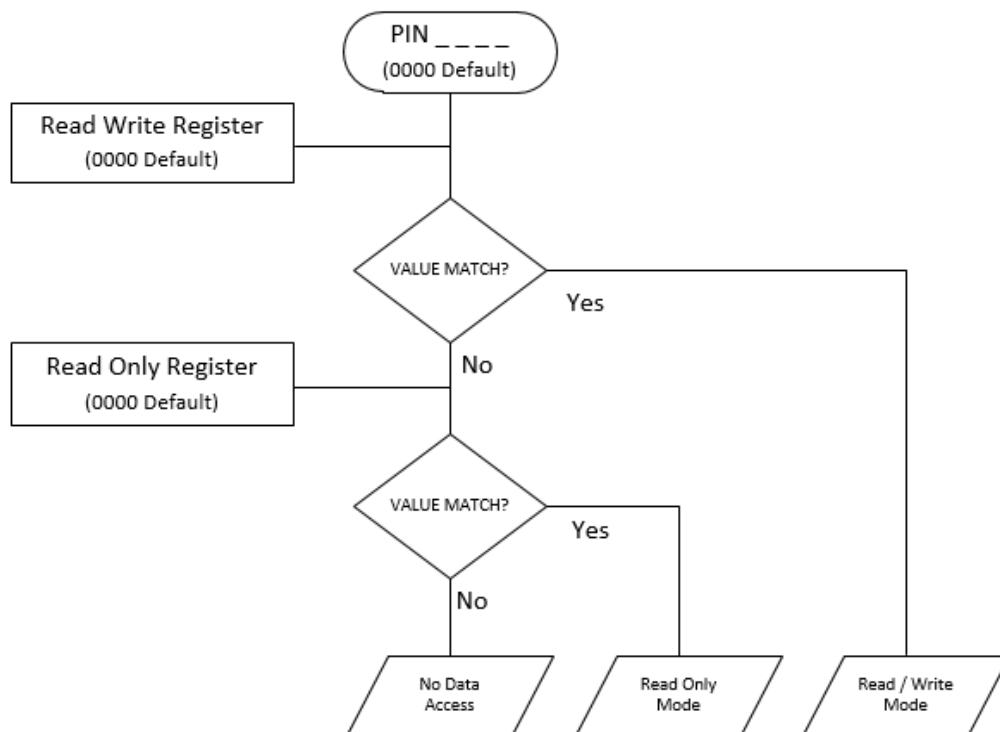 PIN _ _ _ _
(0000 Default)
Read Write Register
(0000 Default)
VALUE MATCH?
Yes
No
Read Only Register
(0000 Default)
VALUE MATCH?
Yes
No
No Data
Access
Read Only
Mode
Read / Write
Mode